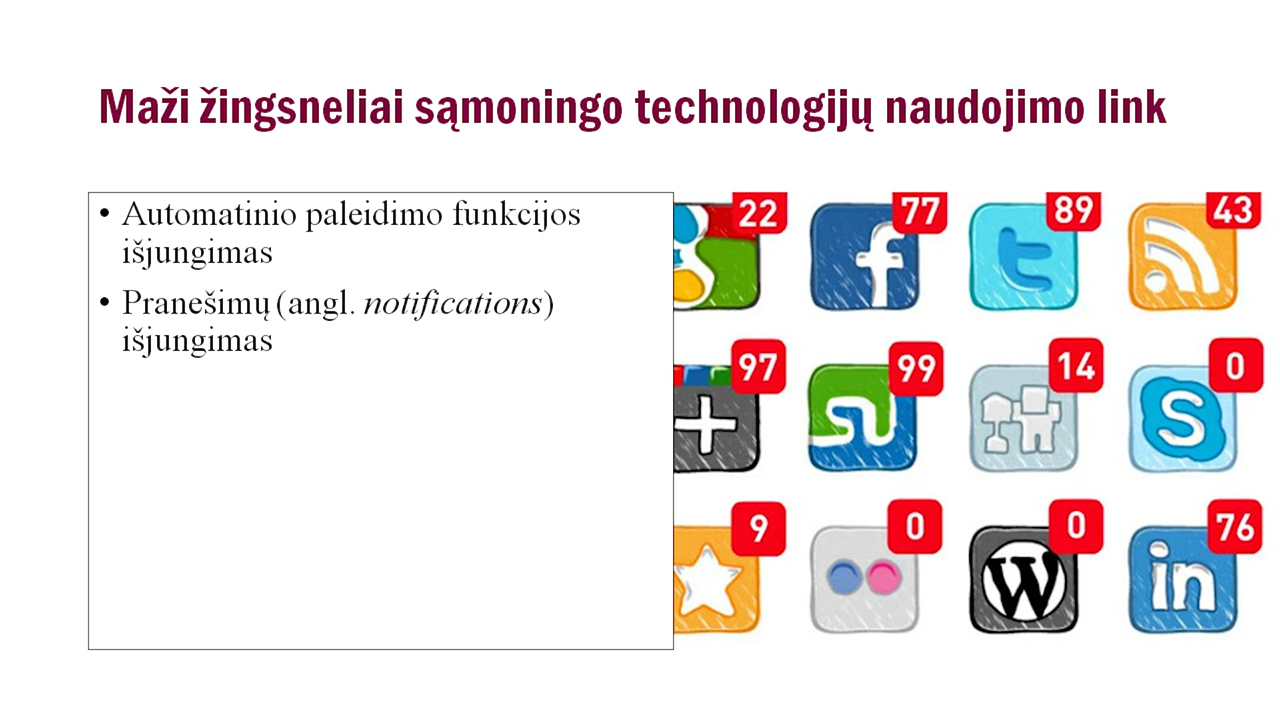 Maži žingsneliai sąmoningo technologijų naudojimo link
• Automatinio paleidimo funkcijos
išjungimas
• Pranešimų (angl. notifications)
išjungimas
22 77 89 43
97 99 14 0
9 0 0 76